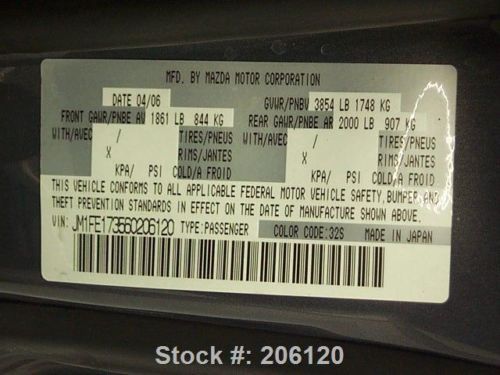 MFD. BY MAZDA MOTOR CORPORATION
DATE 04/06 GVWR/PNBV 3854 LB 1748 KG
FRONT GAWR/PNBE AV 1861 LB 844 KG REAR GAWR/PNBE AR 2000 LB 907 KG
WITH/AVEC / TIRES/PNEUS WITH/AVEC / TIRES/PNEUS
X RIMS/JANTES X RIMS/JANTES
KPA/ PSI COLD/A FROID KPA/ PSI COLD/A FROID
THIS VEHICLE CONFORMS TO ALL APPLICABLE FEDERAL MOTOR VEHICLE SAFETY, BUMPER, AND
THEFT PREVENTION STANDARDS IN EFFECT ON THE DATE OF MANUFACTURE SHOWN ABOVE.
VIN: JM1FE173560206120 TYPE:PASSENGER COLOR CODE:32S MADE IN JAPAN
Stock #: 206120